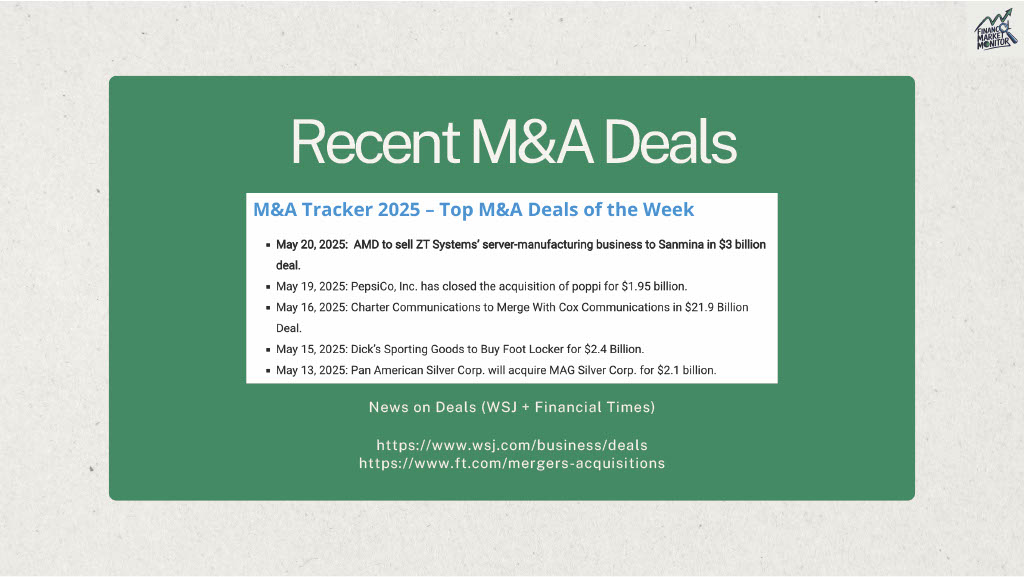 FINANCIAL
MARKET
MONITOR
Recent M&A Deals
M&A Tracker 2025 – Top M&A Deals of the Week
▪ May 20, 2025:  AMD to sell ZT Systems’ server-manufacturing business to Sanmina in $3 billion
deal.
▪ May 19, 2025: PepsiCo, Inc. has closed the acquisition of poppi for $1.95 billion.
▪ May 16, 2025: Charter Communications to Merge With Cox Communications in $21.9 Billion
Deal.
▪ May 15, 2025: Dick’s Sporting Goods to Buy Foot Locker for $2.4 Billion.
▪ May 13, 2025: Pan American Silver Corp. will acquire MAG Silver Corp. for $2.1 billion.
News on Deals (WSJ + Financial Times)
https://www.wsj.com/business/deals
https://www.ft.com/mergers-acquisitions